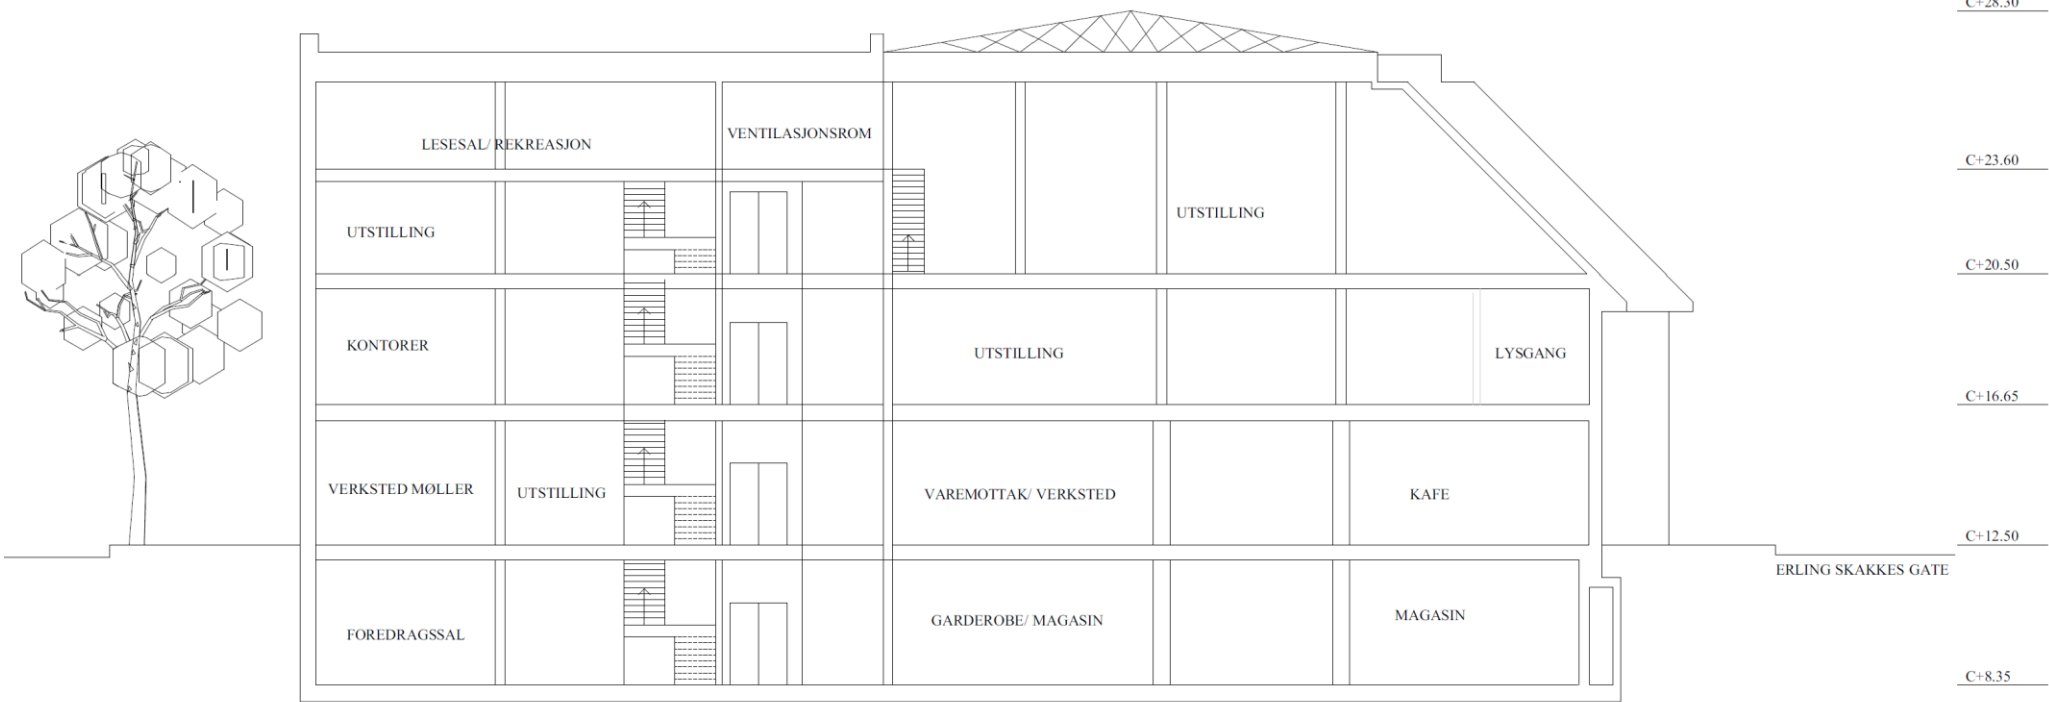 C+28.30
VENTILASJONSROM
LESESAL/ REKREASJON
C+23.60
UTSTILLING
UTSTILLING
C+20.50
KONTORER
UTSTILLING
LYSGANG
C+16.65
VERKSTED MØLLER
UTSTILLING
VAREMOTTAK/ VERKSTED
KAFE
C+12.50
ERLING SKAKKES GATE
FOREDRAGSSAL
GARDEROBE/ MAGASIN
MAGASIN
C+8.35